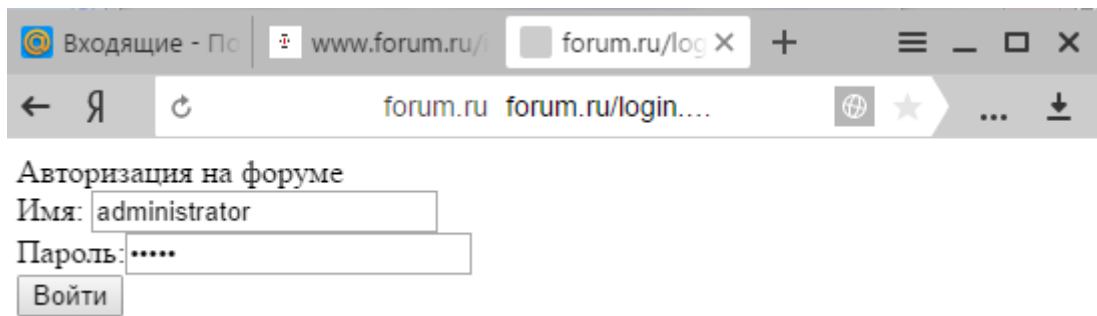 Входящие - По www.forum.ru/ forum.ru/log
Я forum.ru forum.ru/login.... ...
Авторизация на форуме
Имя: administrator
Пароль: •••••
Войти